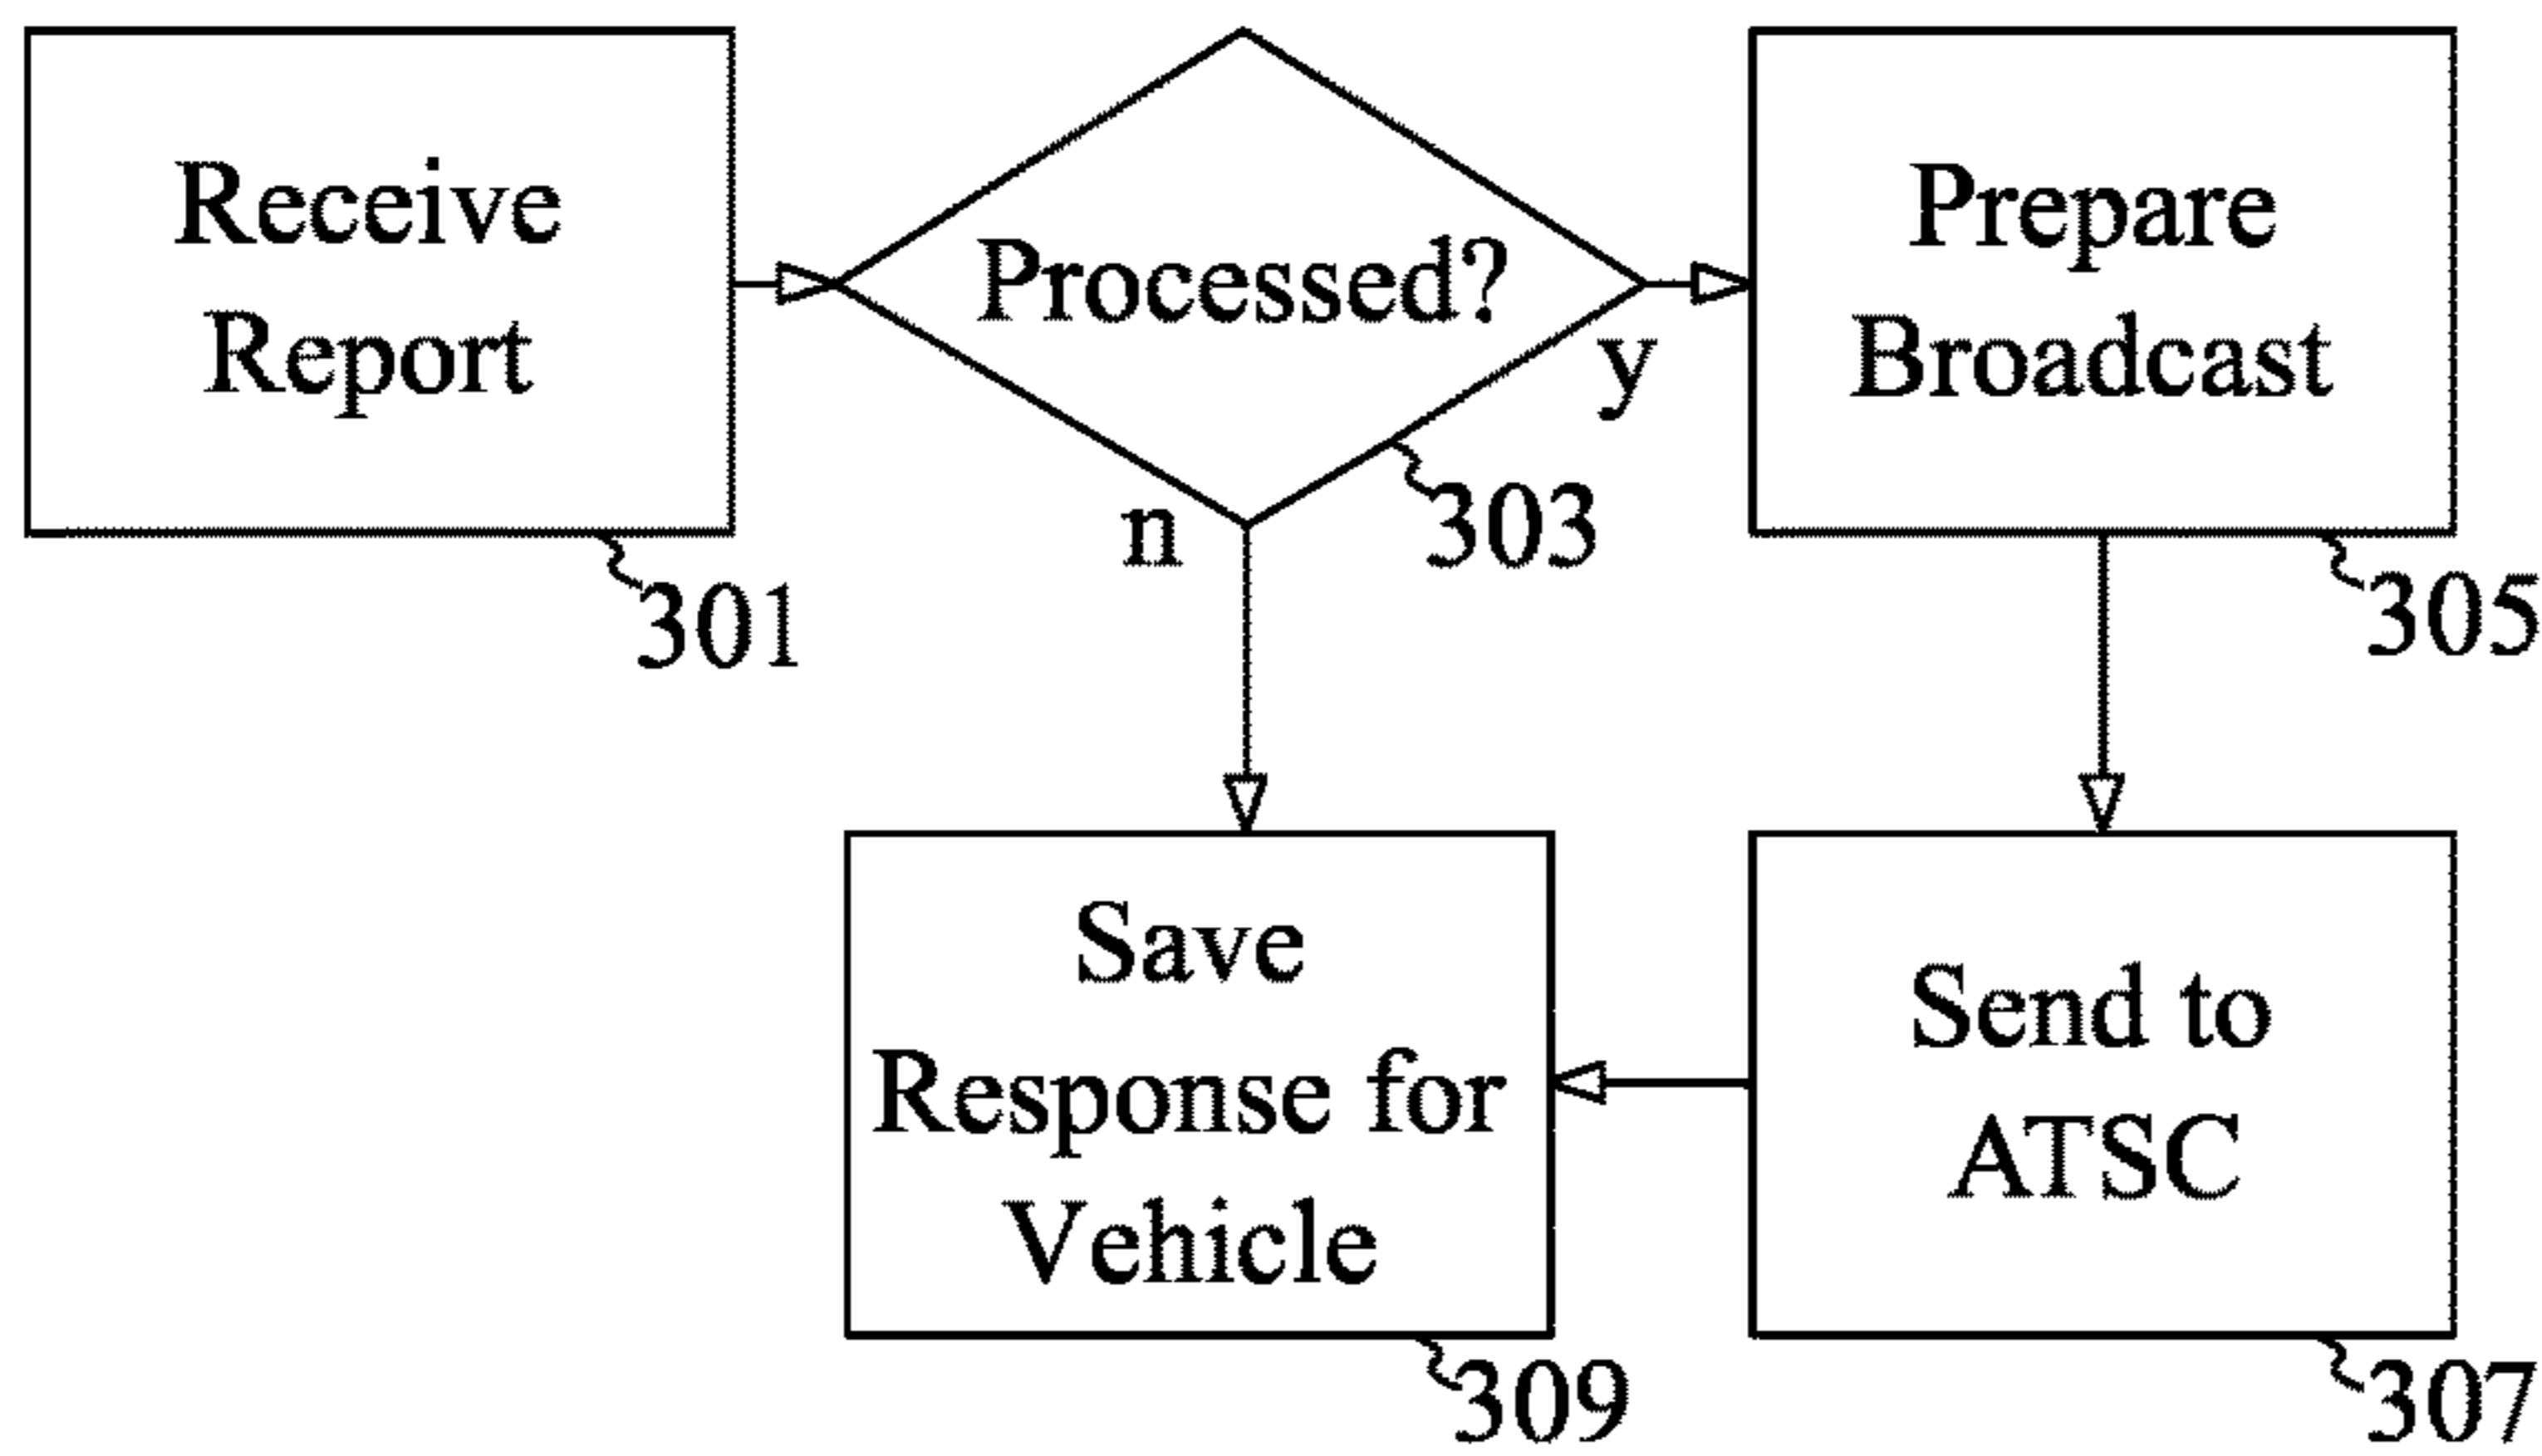 Receive
Report
301
Processed?
y
n
303
Prepare
Broadcast
305
Save
Response for
Vehicle
309
Send to
ATSC
307